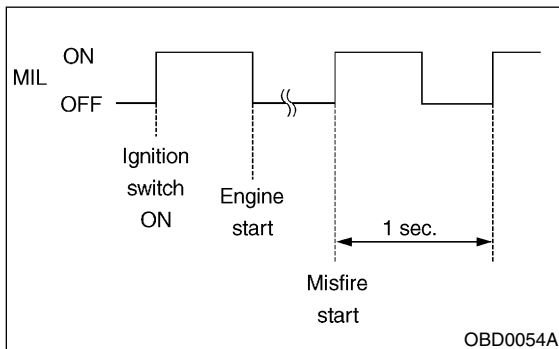 ON
MIL
OFF
Ignition
switch
ON
Engine
start
1 sec.
Misfire
start
OBD0054A